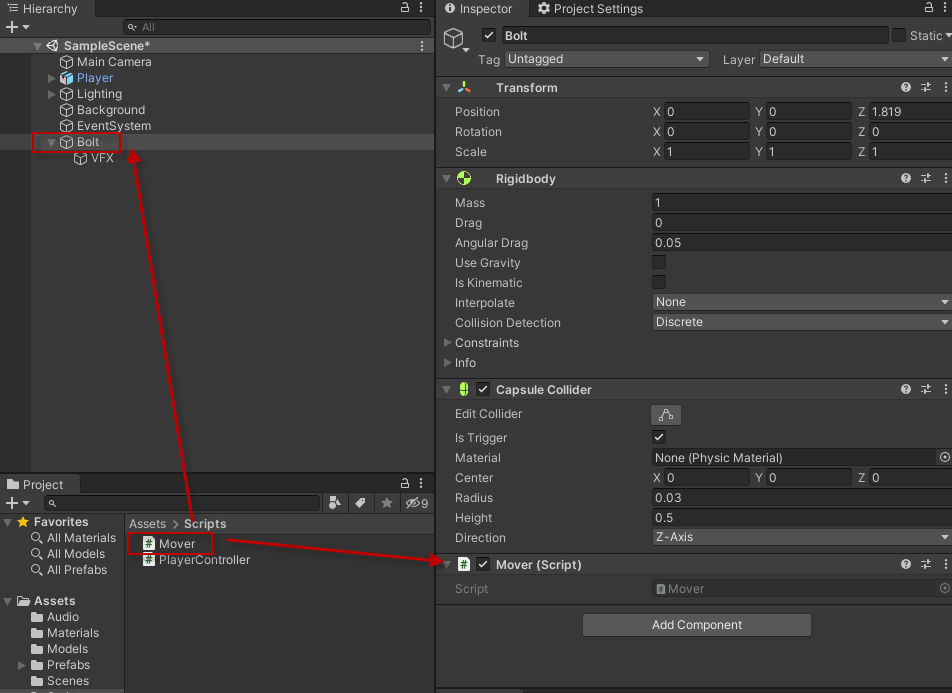 Hierarchy
All
SampleScene*
Main Camera
Player
Lighting
Background
EventSystem
Bolt
VFX
Project
9
Favorites
All Materials
All Models
All Prefabs
Assets
Audio
Materials
Models
Prefabs
Scenes
Assets > Scripts
Mover
PlayerController
Inspector Project Settings
Bolt Static
Tag Untagged Layer Default
Transform
Position X 0 Y 0 Z 1.819
Rotation X 0 Y 0 Z 0
Scale X 1 Y 1 Z 1
Rigidbody
Mass 1
Drag 0
Angular Drag 0.05
Use Gravity
Is Kinematic
Interpolate None
Collision Detection Discrete
Constraints
Info
Capsule Collider
Edit Collider
Is Trigger
Material None (Physic Material)
Center X 0 Y 0 Z 0
Radius 0.03
Height 0.5
Direction Z-Axis
# Mover (Script)
Script # Mover
Add Component